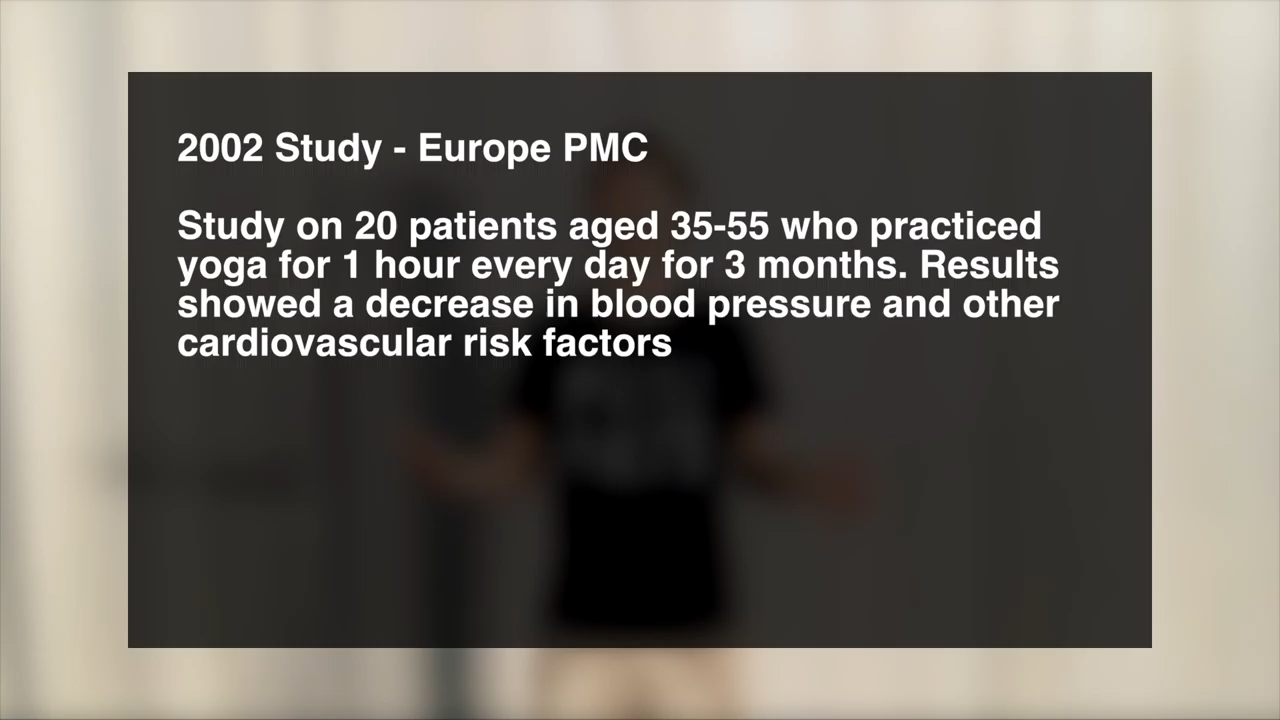 2002 Study - Europe PMC
Study on 20 patients aged 35-55 who practiced
yoga for 1 hour every day for 3 months. Results
showed a decrease in blood pressure and other
cardiovascular risk factors